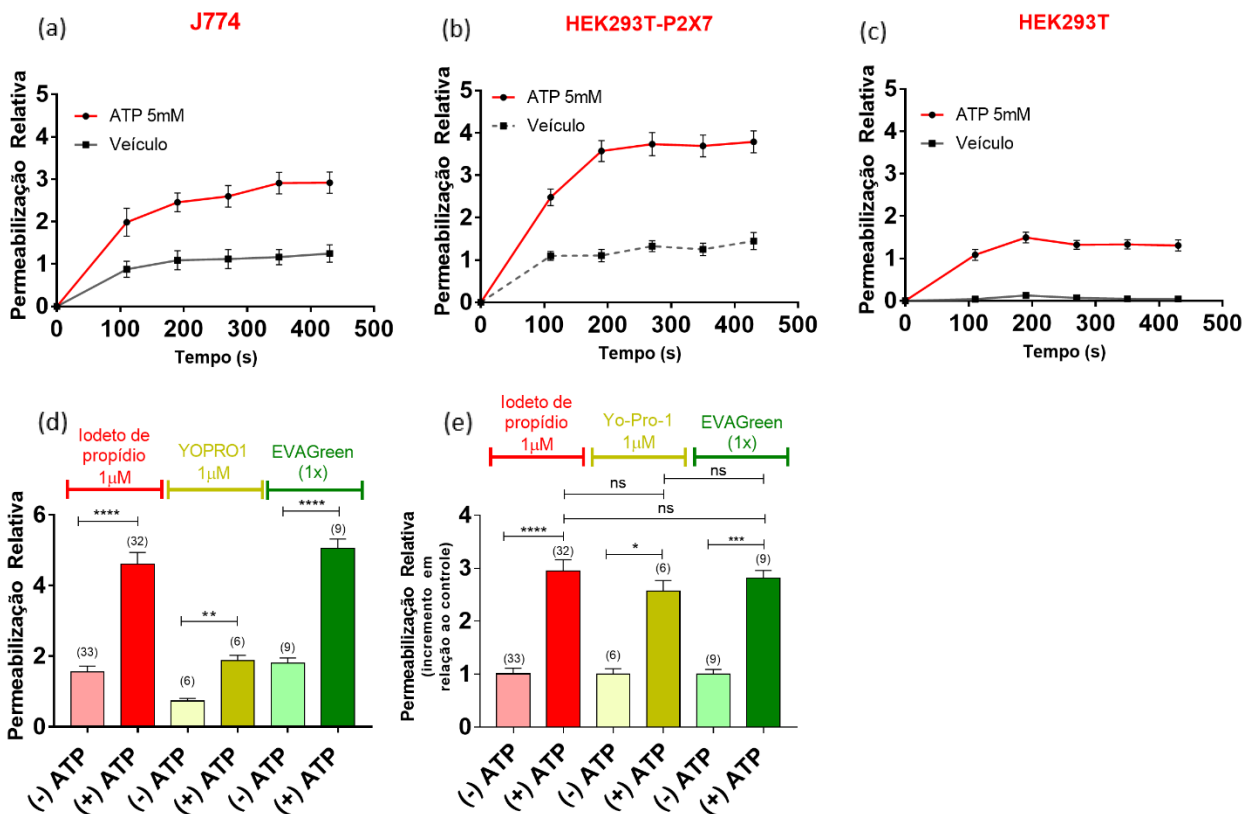 (a)
J774
Permeabilização Relativa
5
4
3
2
1
0
ATP 5mM
Veículo
0 100 200 300 400 500
Tempo (s)
(b)
HEK293T-P2X7
Permeabilização Relativa
5
4
3
2
1
0
ATP 5mM
Veículo
0 100 200 300 400 500
Tempo (s)
(c)
HEK293T
Permeabilização Relativa
5
4
3
2
1
0
ATP 5mM
Veículo
0 100 200 300 400 500
Tempo (s)
(d)
Iodeto de
propídio
1μM
YOPRO1
1μM
EVAGreen
(1x)
Permeabilização Relativa
6
4
2
0
****
**
****
(33) (32) (6) (6) (9) (9)
(-) ATP (+) ATP (-) ATP (+) ATP (-) ATP (+) ATP
(e)
Iodeto de
propídio
1μM
Yo-Pro-1
1μM
EVAGreen
(1x)
ns
ns
ns
Permeabilização Relativa
(incremento em
relação ao controle)
4
3
2
1
0
****
*
***
(33) (32) (6) (6) (9) (9)
(-) ATP (+) ATP (-) ATP (+) ATP (-) ATP (+) ATP